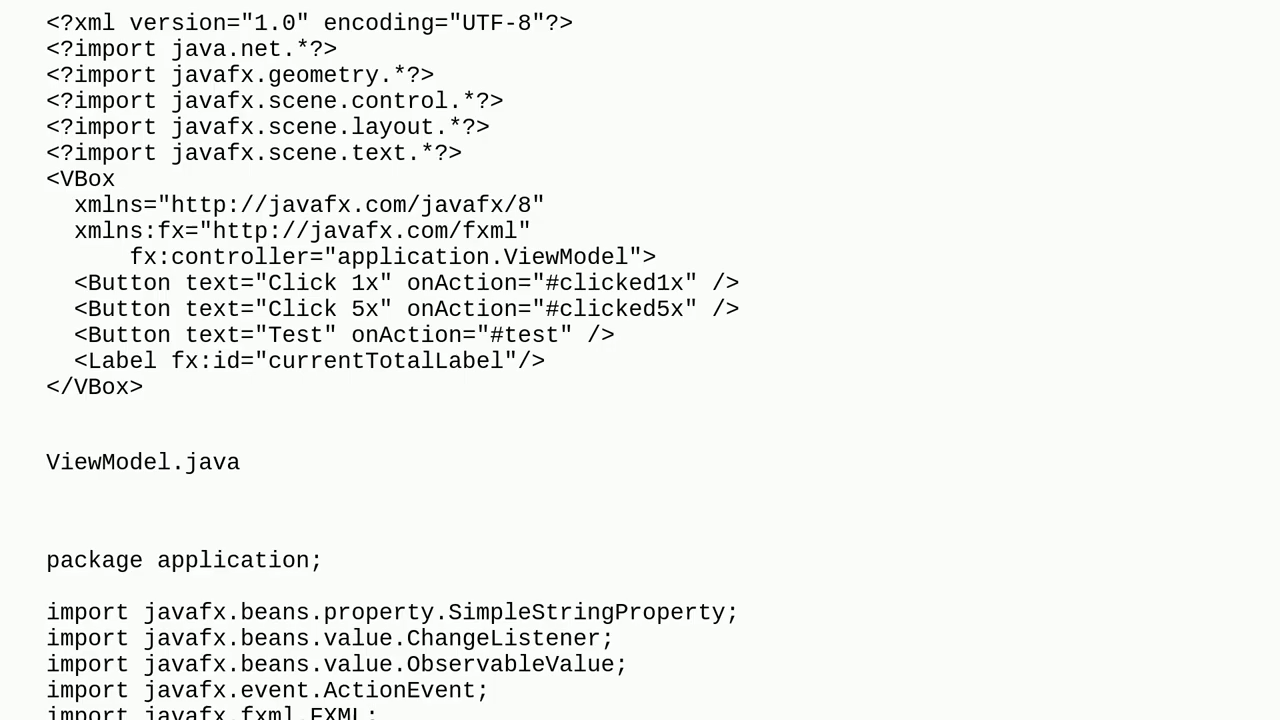 <?xml version="1.0" encoding="UTF-8"?>
<?import java.net.*?>
<?import javafx.geometry.*?>
<?import javafx.scene.control.*?>
<?import javafx.scene.layout.*?>
<?import javafx.scene.text.*?>
<VBox
  xmlns="http://javafx.com/javafx/8"
  xmlns:fx="http://javafx.com/fxml"
      fx:controller="application.ViewModel">
  <Button text="Click 1x" onAction="#clicked1x" />
  <Button text="Click 5x" onAction="#clicked5x" />
  <Button text="Test" onAction="#test" />
  <Label fx:id="currentTotalLabel"/>
</VBox>
ViewModel.java
package application;
import javafx.beans.property.SimpleStringProperty;
import javafx.beans.value.ChangeListener;
import javafx.beans.value.ObservableValue;
import javafx.event.ActionEvent;
import javafx.fxml.FXML;